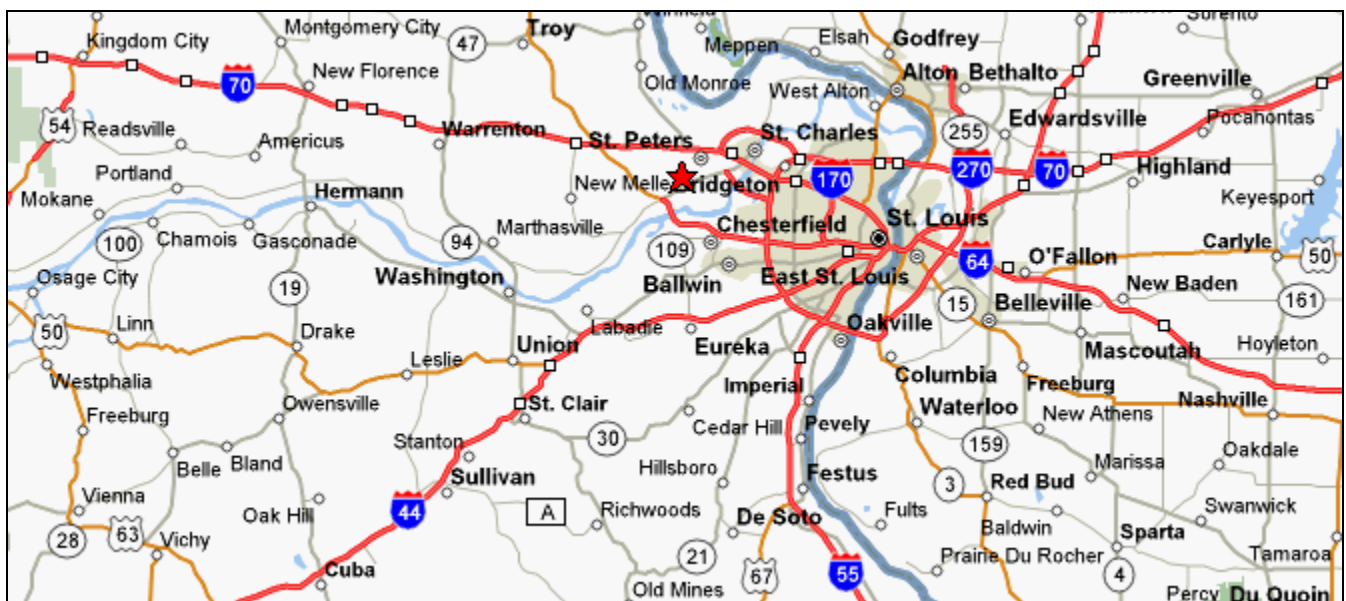 Sorento
Montgomery City
47
Troy
Meppen
Elsah
Godfrey
Kingdom City
70
New Florence
Old Monroe
West Alton
Alton
Bethalto
Greenville
54
Readsville
Americus
Warrenton
St. Peters
St. Charles
255
Edwardsville
Pocahontas
Portland
Hermann
New Melle
Bridgeton
170
270
70
Highland
Mokane
Keyesport
100
Chamois
Gasconade
94
Marthasville
109
Chesterfield
St. Louis
Carlyle
50
Osage City
19
Washington
Ballwin
East St. Louis
64
O'Fallon
New Baden
161
50
Linn
Drake
Labadie
Oakville
15
Belleville
Westphalia
Leslie
Union
Eureka
Mascoutah
Hoyleton
Freeburg
Owensville
St. Clair
Imperial
Columbia
Freeburg
Nashville
Stanton
30
Cedar Hill
Pevely
Waterloo
New Athens
Belle
Bland
159
Oakdale
Vienna
Sullivan
Hillsboro
Festus
3
Red Bud
Marissa
63
Oak Hill
44
A
Richwoods
De Soto
Fults
Baldwin
Swanwick
28
Vichy
Sparta
Cuba
21
67
55
Prairie Du Rocher
4
Tamaroa
Old Mines
Percy
Du Quoin